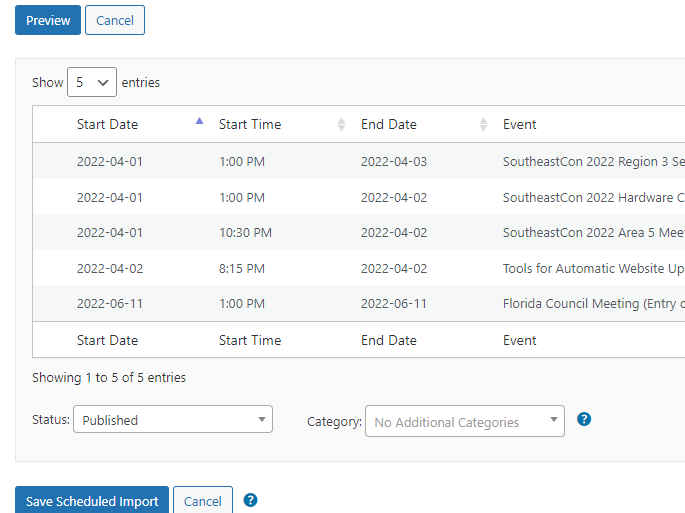 Preview Cancel
Show 5 entries
Start Date Start Time End Date Event
2022-04-01 1:00 PM 2022-04-03 SoutheastCon 2022 Region 3 Se
2022-04-01 1:00 PM 2022-04-02 SoutheastCon 2022 Hardware C
2022-04-01 10:30 PM 2022-04-02 SoutheastCon 2022 Area 5 Mee
2022-04-02 8:15 PM 2022-04-02 Tools for Automatic Website Up
2022-06-11 1:00 PM 2022-06-11 Florida Council Meeting (Entry
Start Date Start Time End Date Event
Showing 1 to 5 of 5 entries
Status: Published Category: No Additional Categories ?
Save Scheduled Import Cancel ?